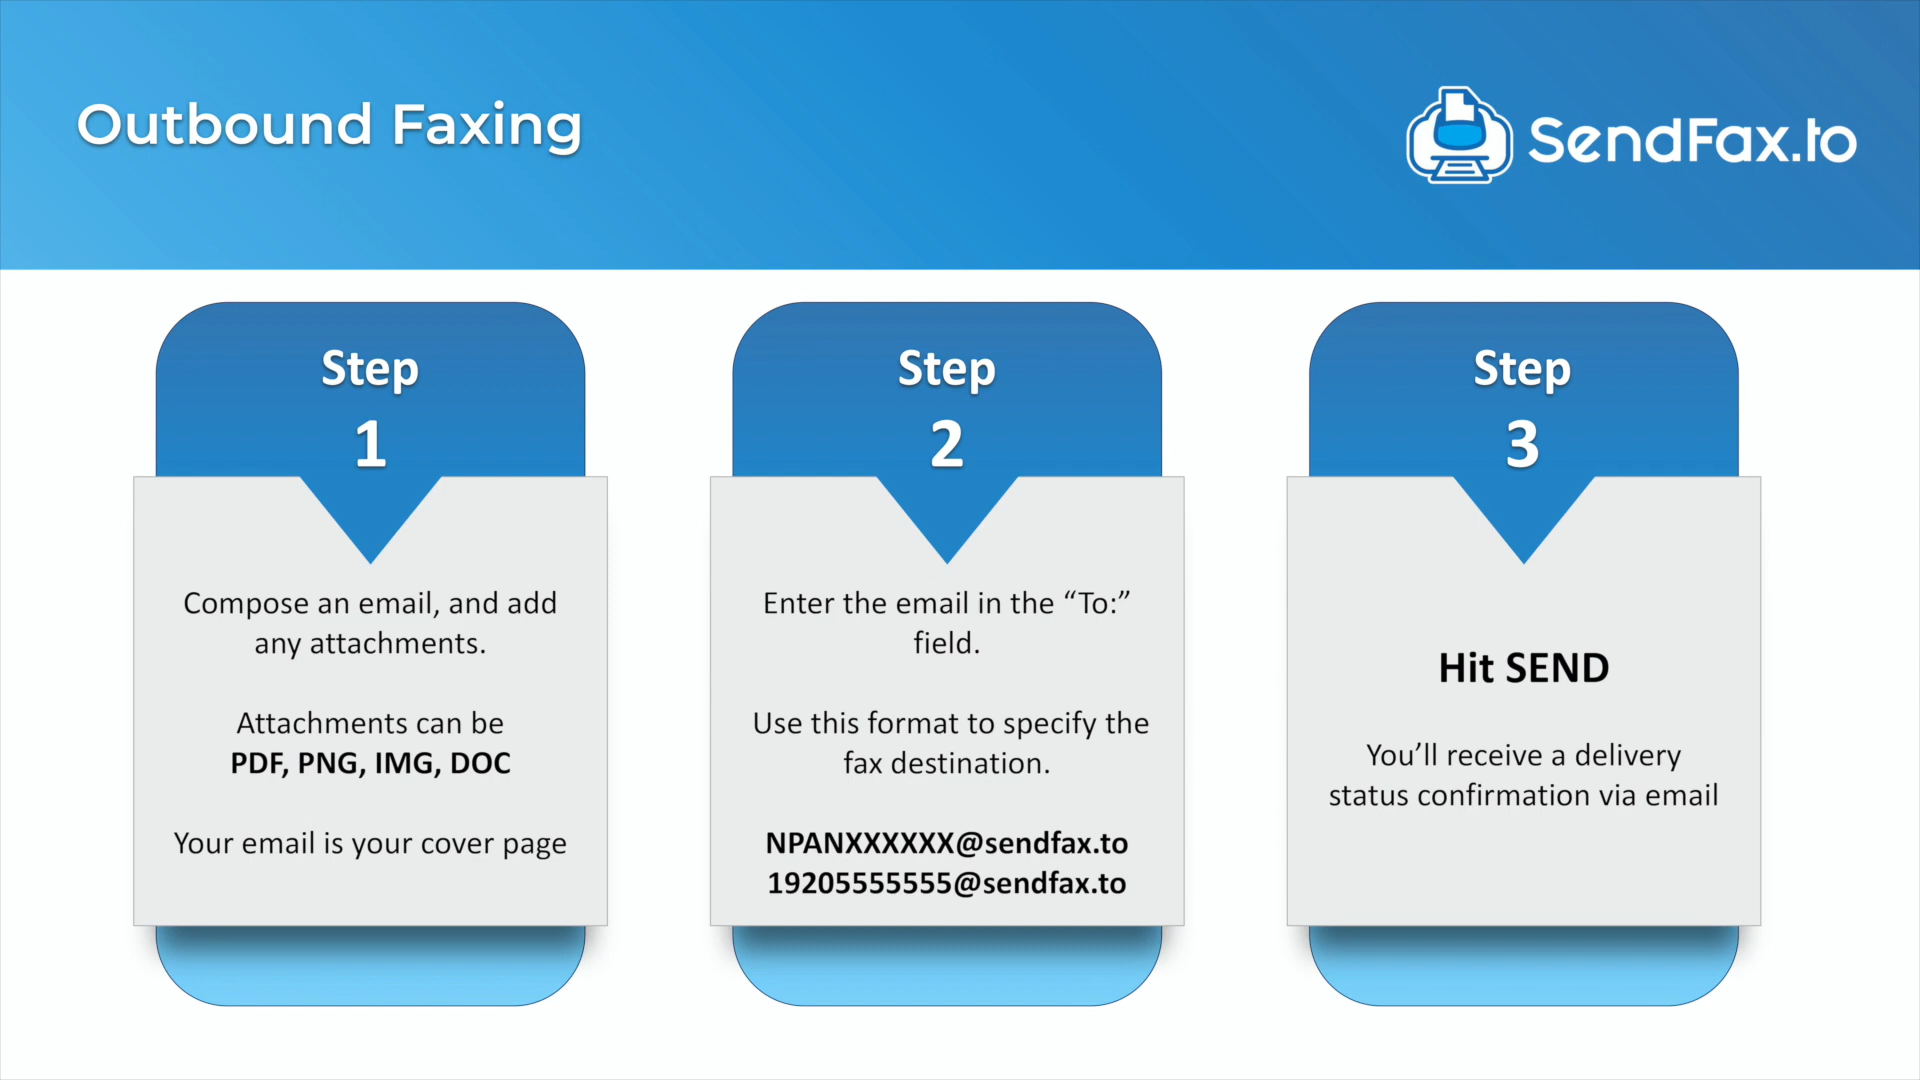 Outbound Faxing
SendFax.to
Step
1
Compose an email, and add
any attachments.
Attachments can be
PDF, PNG, IMG, DOC
Your email is your cover page
Step
2
Enter the email in the “To:”
field.
Use this format to specify the
fax destination.
NPANXXXXXX@sendfax.to
19205555555@sendfax.to
Step
3
Hit SEND
You’ll receive a delivery
status confirmation via email